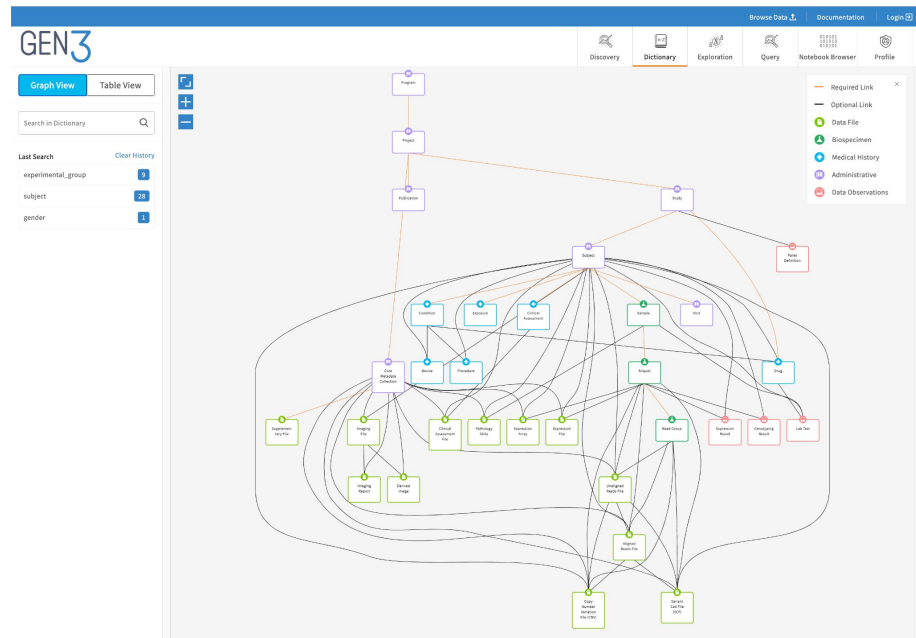 Browse Data
Documentation
Login
GEN3
Discovery
Dictionary
Exploration
Query
Notebook Browser
Profile
Graph View
Table View
Search in Dictionary
Last Search
Clear History
experimental_group
9
subject
28
gender
1
Required Link
×
Optional Link
Data File
Biospecimen
Medical History
Administrative
Data Observations
Program
Project
Publication
Study
Subject
Panel
Definition
Condition
Exposure
Clinical
Assessment
Sample
Visit
Core
Metadata
Collection
Device
Procedure
Aliquot
Drug
Supplemen
tary File
Imaging
File
Clinical
Assessment
File
Pathology
Slide
Expression
Array
Expression
File
Read Group
Expression
Result
Genotyping
Result
Lab Test
Imaging
Report
Derived
Image
Unaligned
Reads File
Aligned
Reads File
Copy
Number
Variation
File (CNV)
Variant
Call File
(VCF)